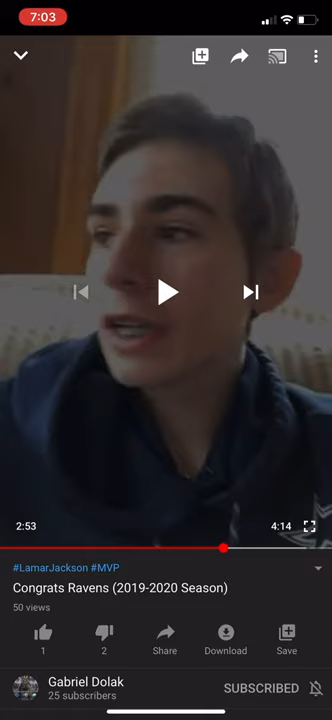 7:03
2:53
4:14
#LamarJackson #MVP
Congrats Ravens (2019-2020 Season)
50 views
1
2
Share
Download
Save
Gabriel Dolak
25 subscribers
SUBSCRIBED